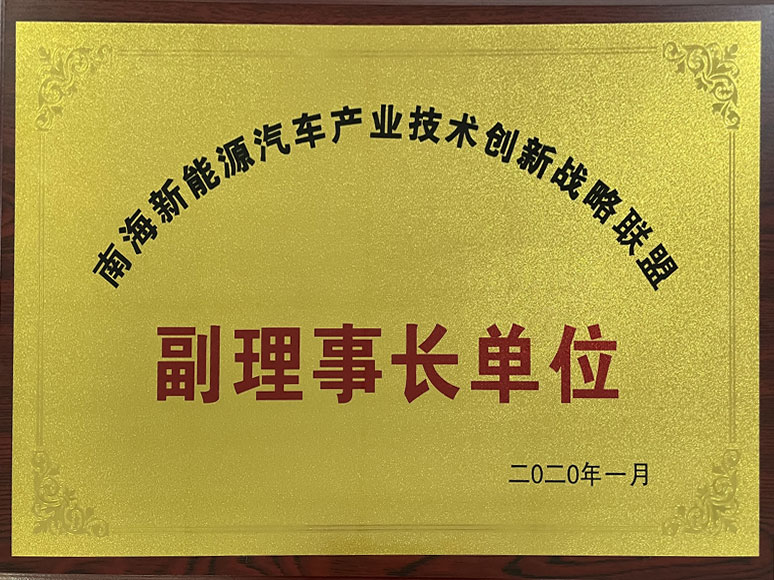 南海新能源汽车产业技术创新战略联盟
副理事长单位
二〇二〇年一月